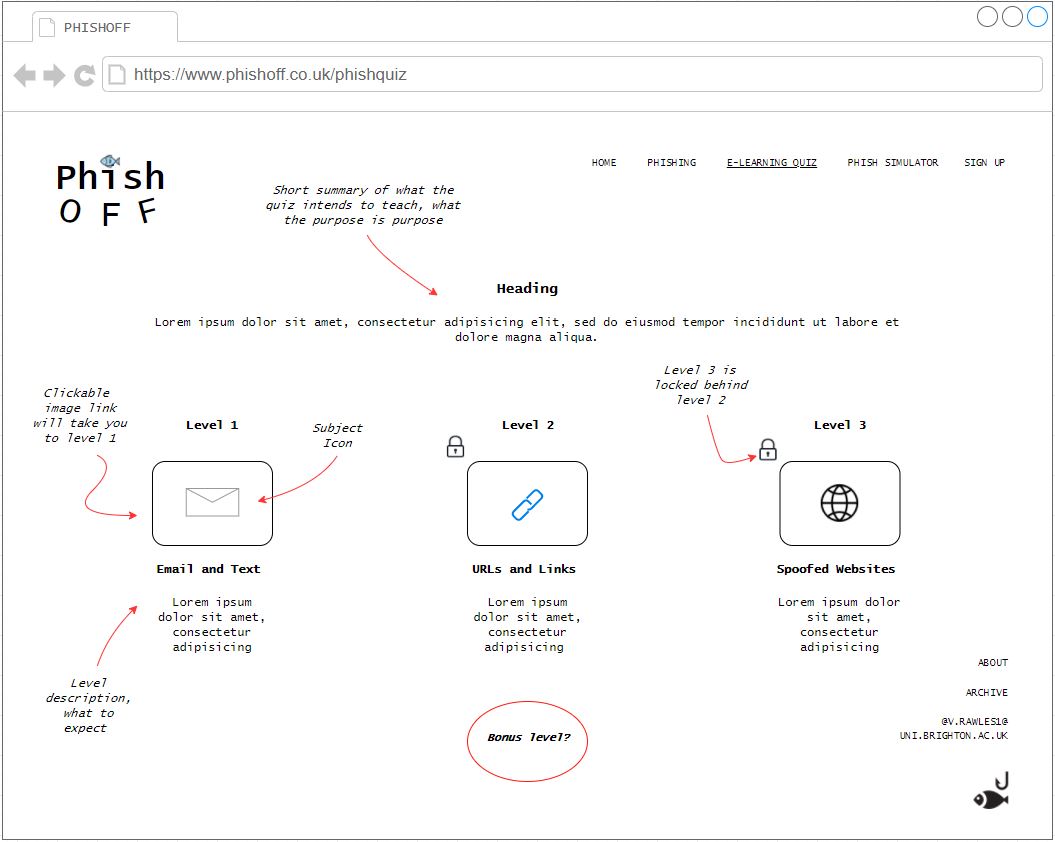 PHISHOFF
https://www.phishoff.co.uk/phishquiz
Phish
OFF
HOME PHISHING E-LEARNING QUIZ PHISH SIMULATOR SIGN UP
Short summary of what the
quiz intends to teach, what
the purpose is purpose
Heading
Lorem ipsum dolor sit amet, consectetur adipisicing elit, sed do eiusmod tempor incididunt ut labore et
dolore magna aliqua.
Clickable
image link
will take you
to level 1
Level 3 is
locked behind
level 2
Level 1
Subject
Icon
Level 2
Level 3
Email and Text
Lorem ipsum
dolor sit amet,
consectetur
adipisicing
URLs and Links
Lorem ipsum
dolor sit amet,
consectetur
adipisicing
Spoofed Websites
Lorem ipsum dolor
sit amet,
consectetur
adipisicing
Level
description,
what to
expect
Bonus level?
ABOUT
ARCHIVE
@V.RAWLES1@
UNI.BRIGHTON.AC.UK